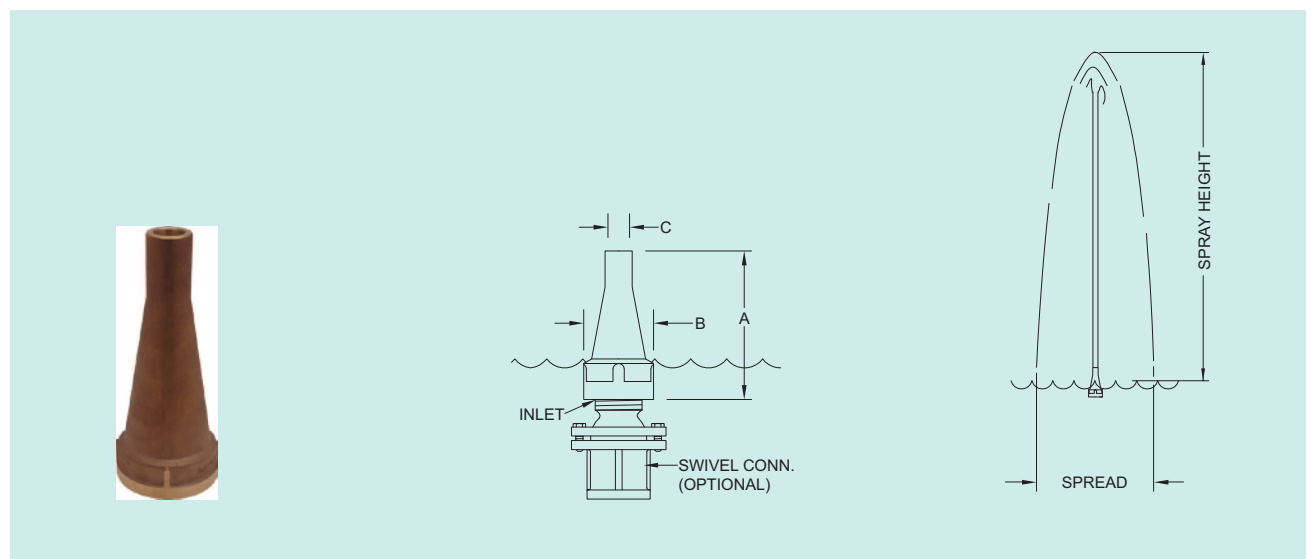 C
B
A
INLET
SWIVEL CONN.
(OPTIONAL)
SPRAY HEIGHT
SPREAD